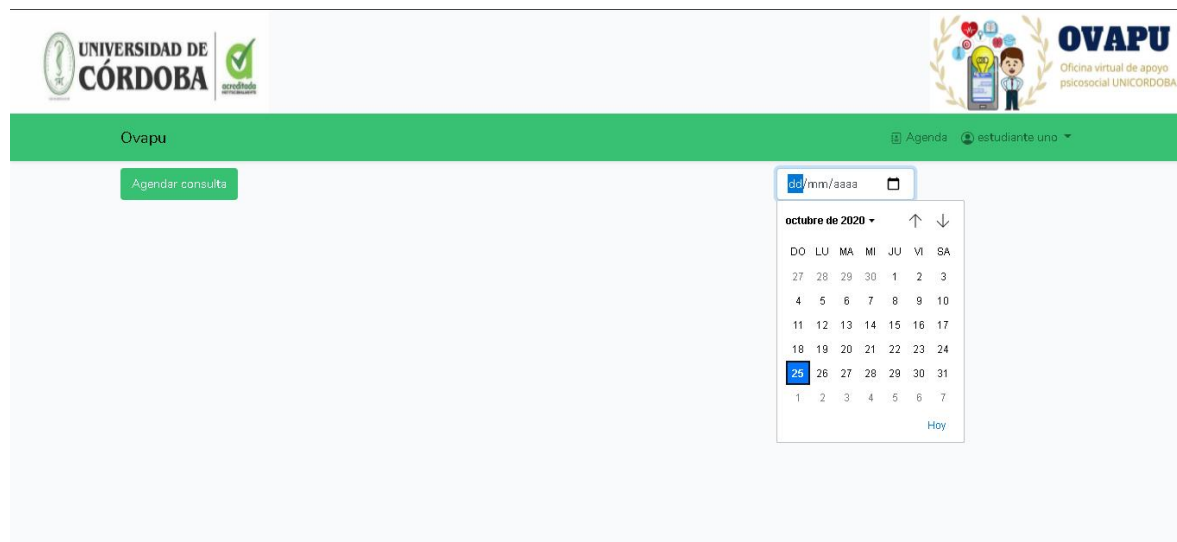 UNIVERSIDAD DE
CÓRDOBA
acreditada
OVAPU
Oficina virtual de apoyo
psicosocial UNICORDOBA
Ovapu
Agenda estudiante uno
Agendar consulta
dd/mm/aaaa
octubre de 2020
DO LU MA MI JU VI SA
27 28 29 30 1 2 3
4 5 6 7 8 9 10
11 12 13 14 15 16 17
18 19 20 21 22 23 24
25 26 27 28 29 30 31
1 2 3 4 5 6 7
Hoy